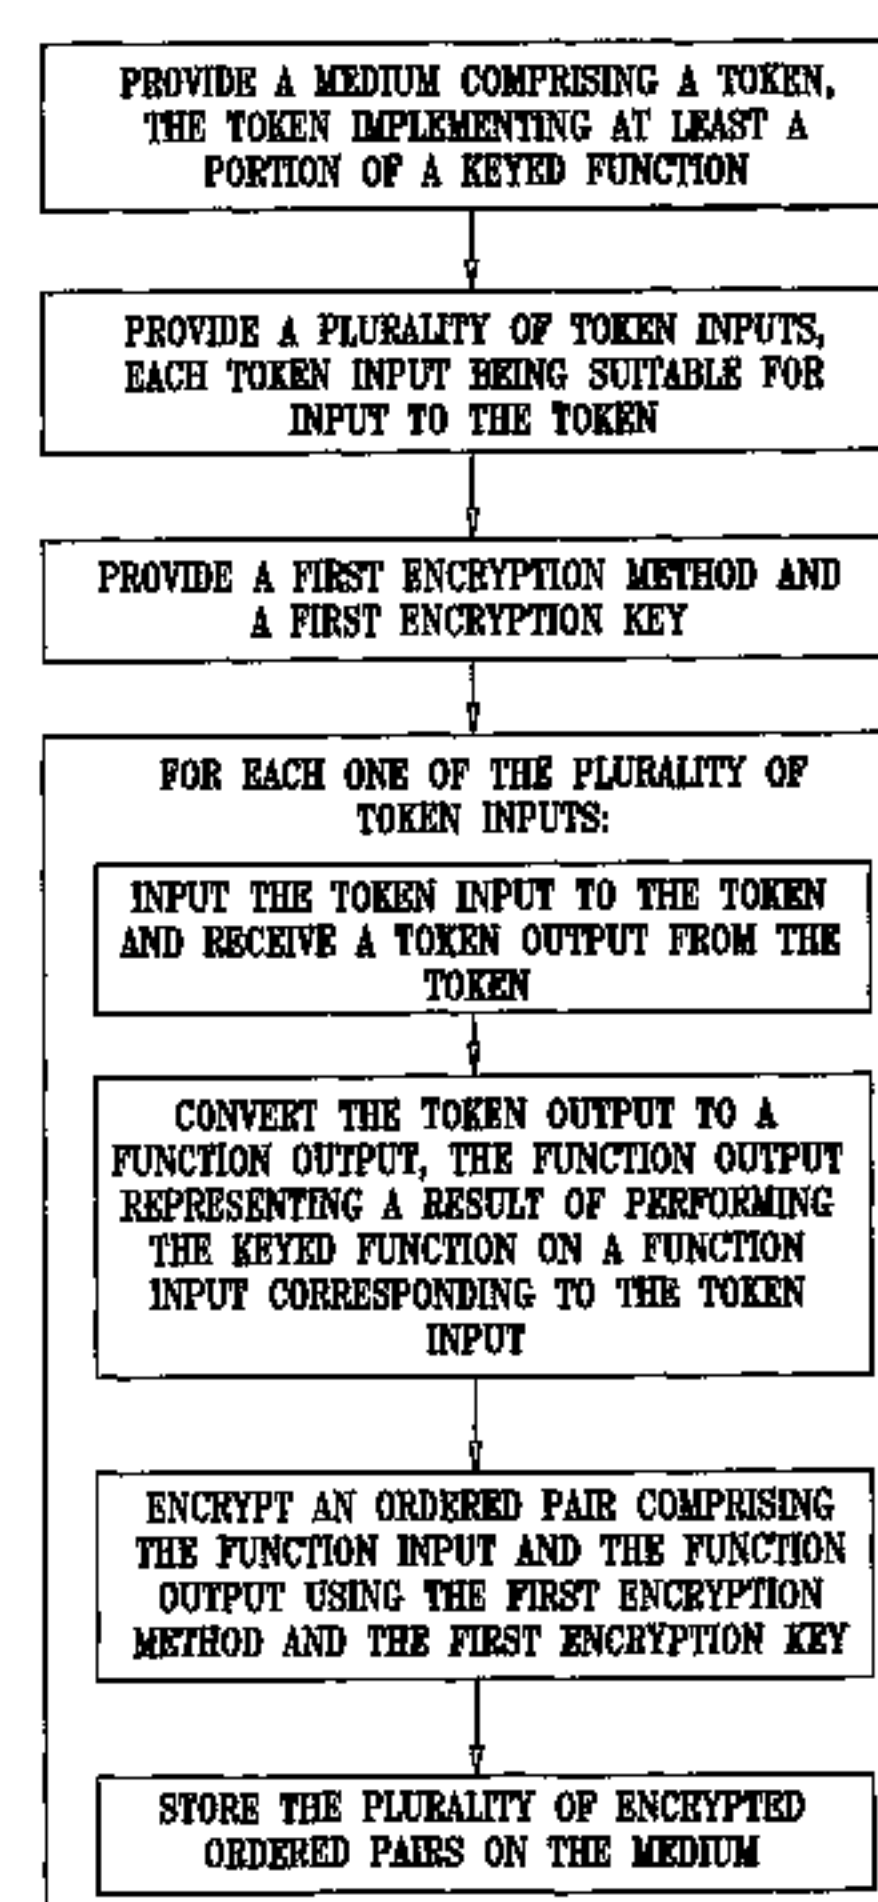 PROVIDE A MEDIUM COMPRISING A TOKEN,
THE TOKEN IMPLEMENTING AT LEAST A
PORTION OF A KEYED FUNCTION
PROVIDE A PLURALITY OF TOKEN INPUTS,
EACH TOKEN INPUT BEING SUITABLE FOR
INPUT TO THE TOKEN
PROVIDE A FIRST ENCRYPTION METHOD AND
A FIRST ENCRYPTION KEY
FOR EACH ONE OF THE PLURALITY OF
TOKEN INPUTS:
INPUT THE TOKEN INPUT TO THE TOKEN
AND RECEIVE A TOKEN OUTPUT FROM THE
TOKEN
CONVERT THE TOKEN OUTPUT TO A
FUNCTION OUTPUT, THE FUNCTION OUTPUT
REPRESENTING A RESULT OF PERFORMING
THE KEYED FUNCTION ON A FUNCTION
INPUT CORRESPONDING TO THE TOKEN
INPUT
ENCRYPT AN ORDERED PAIR COMPRISING
THE FUNCTION INPUT AND THE FUNCTION
OUTPUT USING THE FIRST ENCRYPTION
METHOD AND THE FIRST ENCRYPTION KEY
STORE THE PLURALITY OF ENCRYPTED
ORDERED PAIRS ON THE MEDIUM